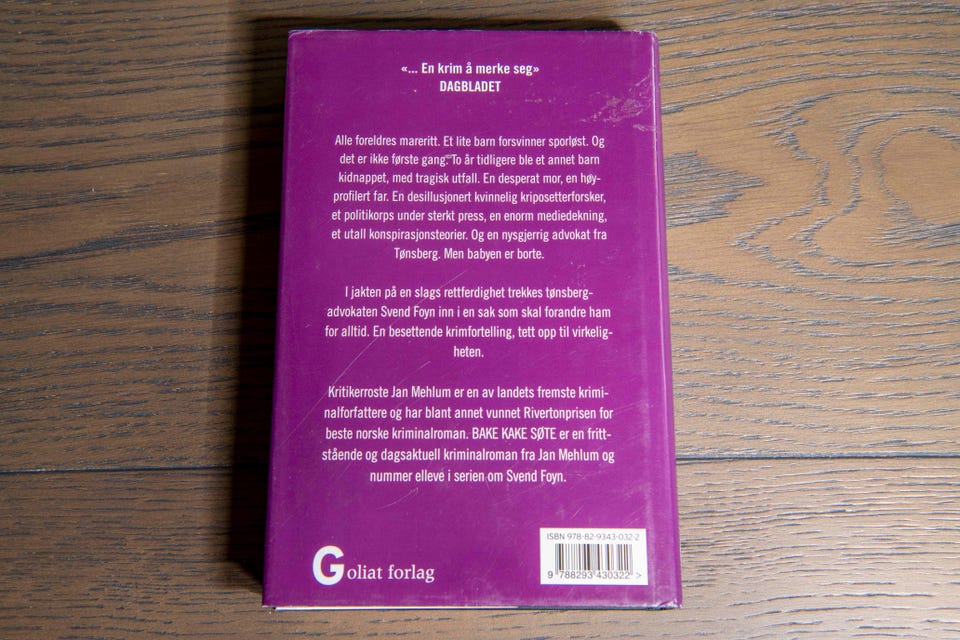 «... En krim å merke seg»
DAGBLADET
Alle foreldres mareritt. Et lite barn forsvinner sporløst. Og
det er ikke første gang. To år tidligere ble et annet barn
kidnappet, med tragisk utfall. En desperat mor, en høy-
profilert far. En desillusjonert kvinnelig kriposetterforsker,
et politikorps under sterkt press, en enorm mediedekning,
et utall konspirasjonsteorier. Og en nysgjerrig advokat fra
Tønsberg. Men babyen er borte.
I jakten på en slags rettferdighet trekkes tønsberg-
advokaten Svend Foyn inn i en sak som skal forandre ham
for alltid. En besettende krimfortelling, tett opp til virkelig-
heten.
Kritikerroste Jan Mehlum er en av landets fremste krimi-
nalforfattere og har blant annet vunnet Rivertonprisen for
beste norske kriminalroman. BAKE KAKE SØTE er en fritt-
stående og dagsaktuell kriminalroman fra Jan Mehlum og
nummer elleve i serien om Svend Foyn.
ISBN 978-82-9343-032-2
9 788293 430322 >
Goliat forlag